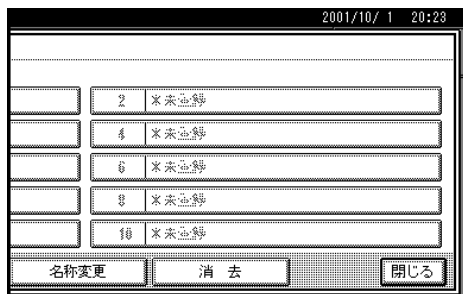 2001/10/ 1 20:23
2 *未登録
4 *未登録
6 *未登録
8 *未登録
10 *未登録
名称変更 消 去 閉じる